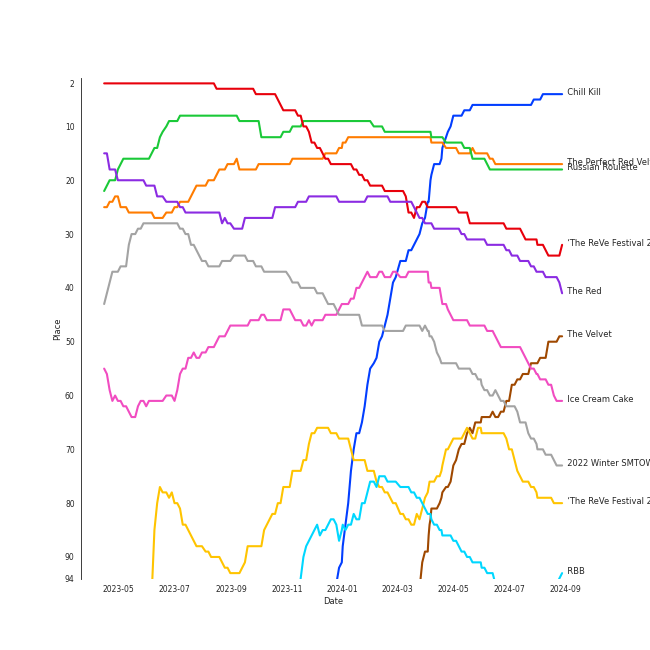 2
10
20
30
40
50
60
70
80
90
94
Place
2023-05
2023-07
2023-09
2023-11
2024-01
2024-03
2024-05
2024-07
2024-09
Date
Chill Kill
The Perfect Red Vel
Russian Roulette
'The ReVe Festival 2
The Red
The Velvet
Ice Cream Cake
2022 Winter SMTOW
'The ReVe Festival 2
RBB